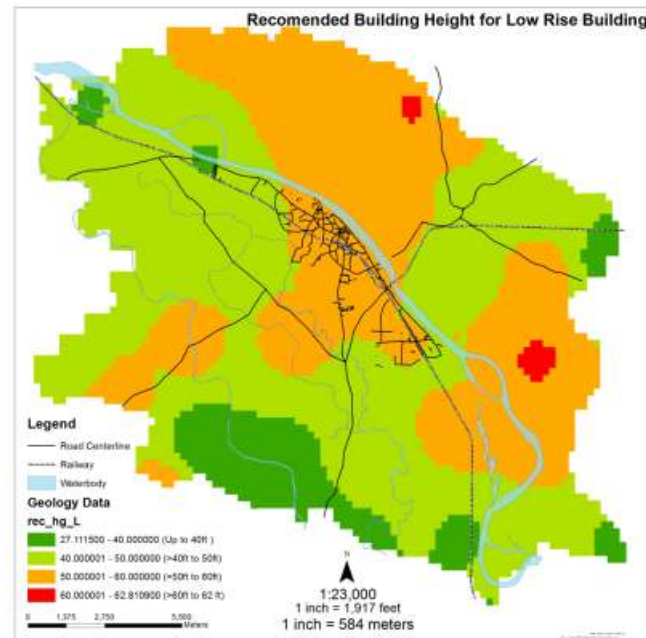 Recomended Building Height for Low Rise Building
Legend
Road Centerline
Railway
Waterbody
Geology Data
rec_hg_L
27.111500 - 40.000000 (Up to 40ft )
40.000001 - 50.000000 (>40ft to 50ft)
50.000001 - 60.000000 (>50ft to 60ft)
60.000001 - 62.810900 (>60ft to 62 ft)
0 1,375 2,750 5,500
Meters
N
1:23,000
1 inch = 1,917 feet
1 inch = 584 meters